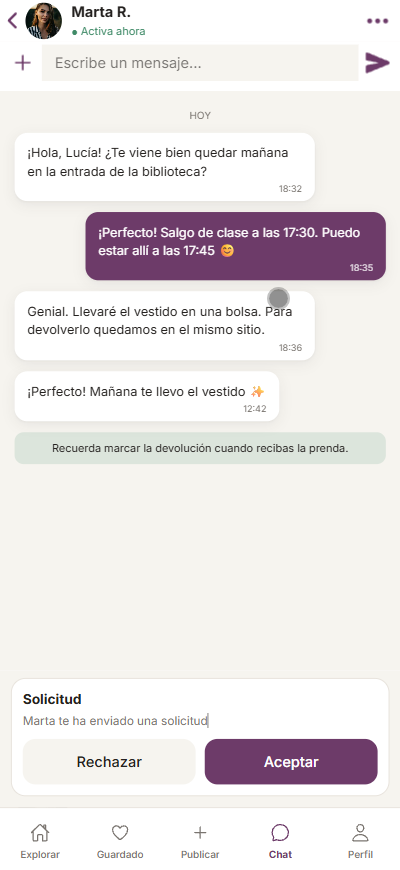 Marta R.
● Activa ahora
Escribe un mensaje...
HOY
¡Hola, Lucía! ¿Te viene bien quedar mañana
en la entrada de la biblioteca?
18:32
¡Perfecto! Salgo de clase a las 17:30. Puedo
estar allí a las 17:45 😊
18:35
Genial. Llevaré el vestido en una bolsa. Para
devolverlo quedamos en el mismo sitio.
18:36
¡Perfecto! Mañana te llevo el vestido ✨
12:42
Recuerda marcar la devolución cuando recibas la prenda.
Solicitud
Marta te ha enviado una solicitud
Rechazar
Aceptar
Explorar
Guardado
Publicar
Chat
Perfil